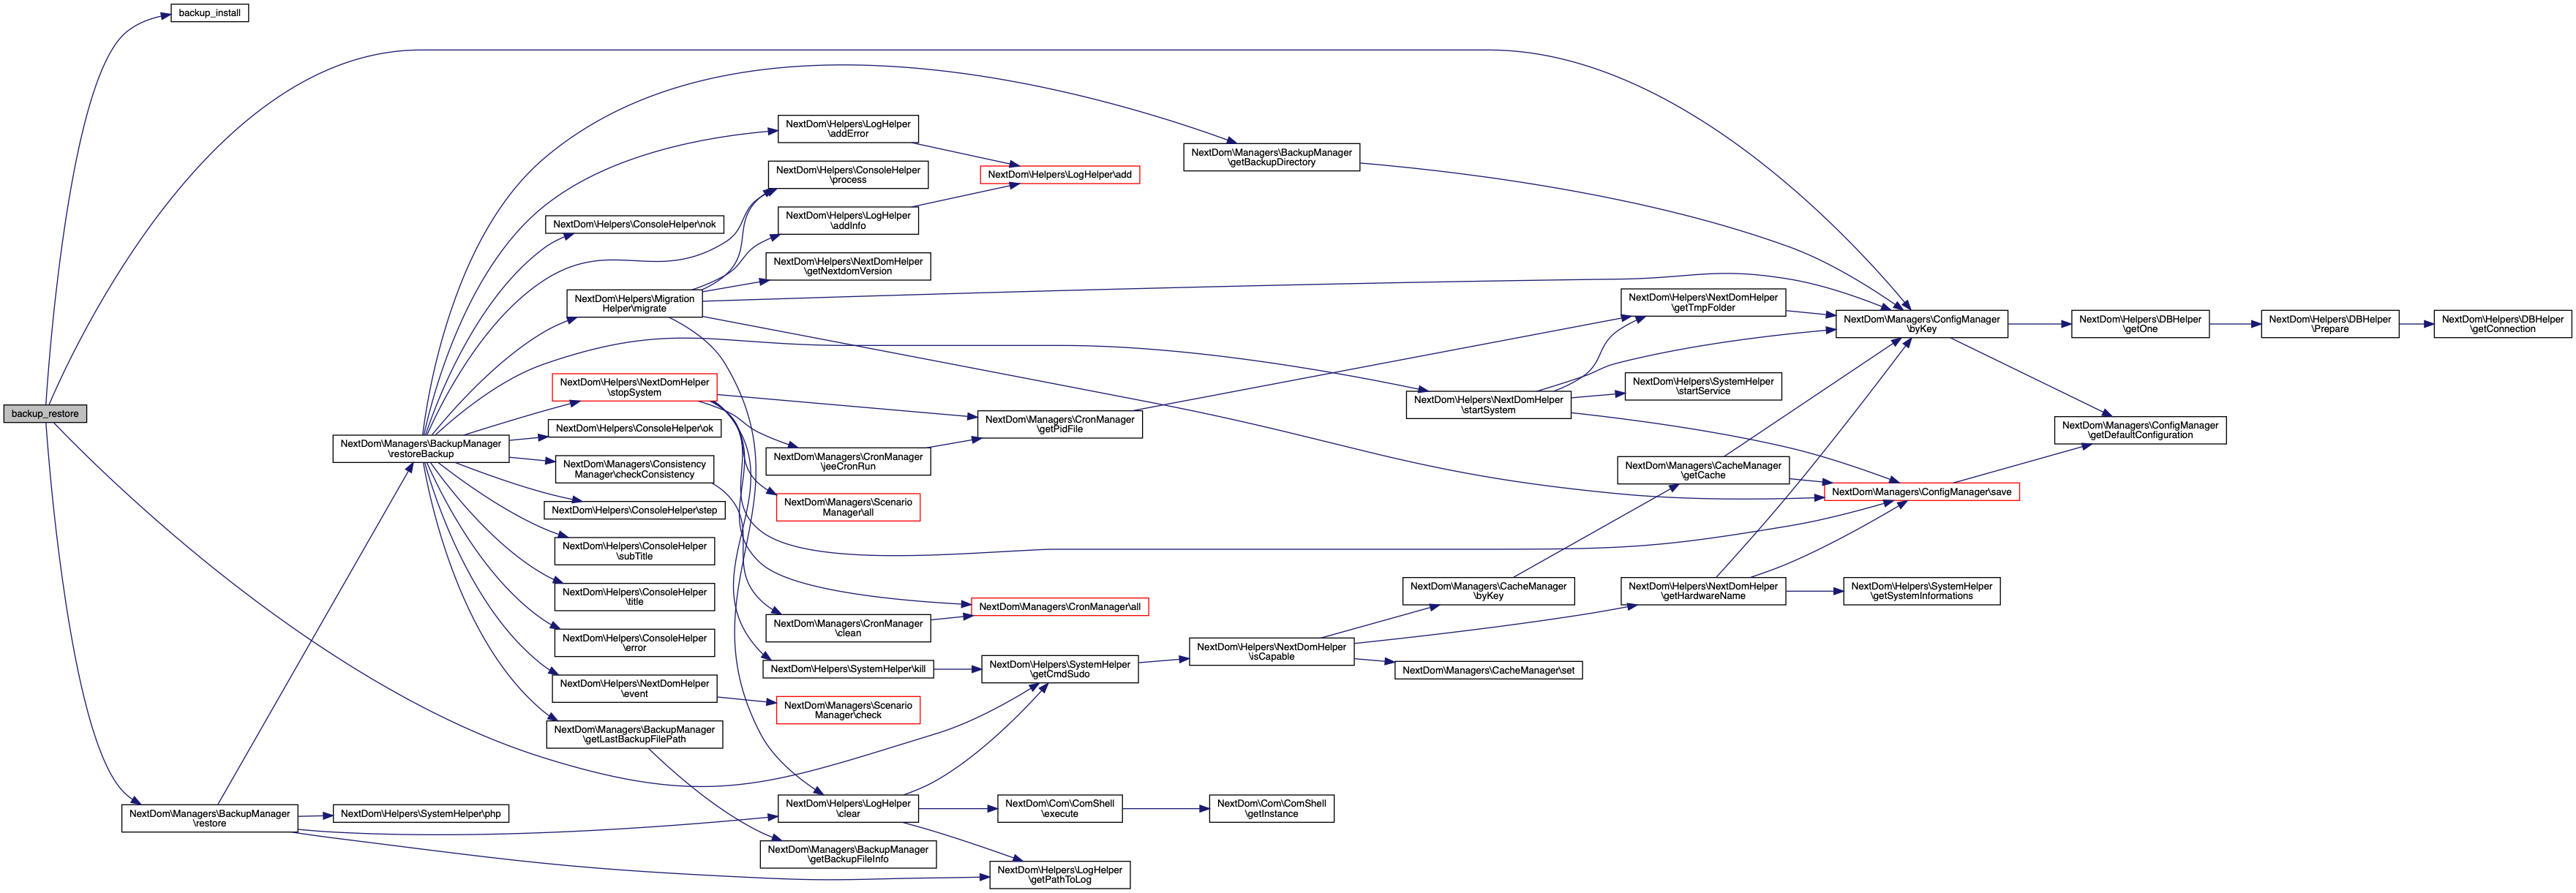 backup_install
NextDom\Helpers\LogHelper
\addError
NextDom\Managers\BackupManager
\getBackupDirectory
NextDom\Helpers\ConsoleHelper
\process
NextDom\Helpers\LogHelper\add
NextDom\Helpers\ConsoleHelper\nok
NextDom\Helpers\LogHelper
\addInfo
NextDom\Helpers\NextDomHelper
\getNextdomVersion
NextDom\Helpers\Migration
Helper\migrate
NextDom\Helpers\NextDomHelper
\getTmpFolder
NextDom\Managers\ConfigManager
\byKey
NextDom\Helpers\DBHelper
\getOne
NextDom\Helpers\DBHelper
\Prepare
NextDom\Helpers\DBHelper
\getConnection
NextDom\Helpers\NextDomHelper
\stopSystem
NextDom\Helpers\SystemHelper
\startService
NextDom\Helpers\NextDomHelper
\startSystem
backup_restore
NextDom\Managers\CronManager
\getPidFile
NextDom\Helpers\ConsoleHelper\ok
NextDom\Managers\ConfigManager
\getDefaultConfiguration
NextDom\Managers\BackupManager
\restoreBackup
NextDom\Managers\CronManager
\jeeCronRun
NextDom\Managers\Consistency
Manager\checkConsistency
NextDom\Managers\CacheManager
\getCache
NextDom\Managers\ConfigManager\save
NextDom\Managers\Scenario
Manager\all
NextDom\Helpers\ConsoleHelper\step
NextDom\Helpers\ConsoleHelper
\subTitle
NextDom\Helpers\ConsoleHelper
\title
NextDom\Managers\CronManager\all
NextDom\Managers\CacheManager
\byKey
NextDom\Helpers\NextDomHelper
\getHardwareName
NextDom\Helpers\SystemHelper
\getSystemInformations
NextDom\Managers\CronManager
\clean
NextDom\Helpers\ConsoleHelper
\error
NextDom\Helpers\NextDomHelper
\isCapable
NextDom\Helpers\SystemHelper\kill
NextDom\Helpers\SystemHelper
\getCmdSudo
NextDom\Managers\CacheManager\set
NextDom\Helpers\NextDomHelper
\event
NextDom\Managers\Scenario
Manager\check
NextDom\Managers\BackupManager
\getLastBackupFilePath
NextDom\Managers\BackupManager
\restore
NextDom\Helpers\SystemHelper\php
NextDom\Helpers\LogHelper
\clear
NextDom\Com\ComShell
\execute
NextDom\Com\ComShell
\getInstance
NextDom\Managers\BackupManager
\getBackupFileInfo
NextDom\Helpers\LogHelper
\getPathToLog